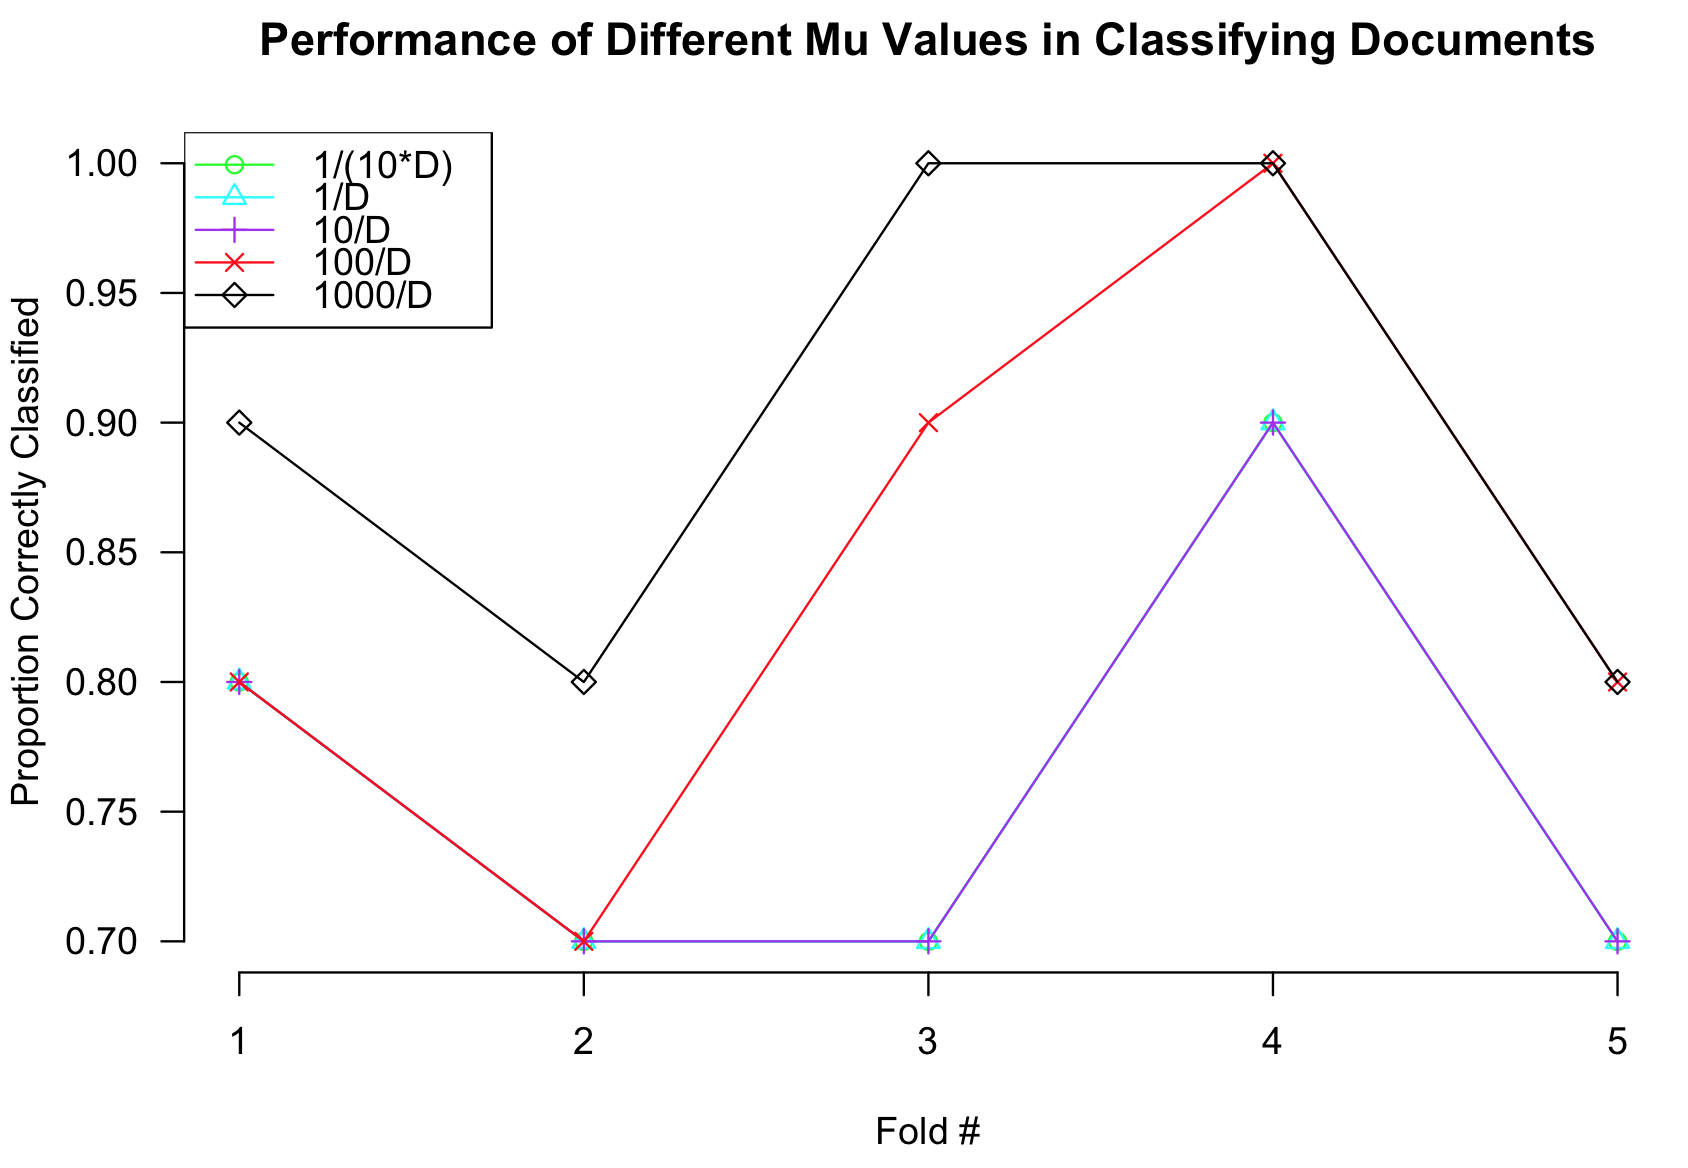 Performance of Different Mu Values in Classifying Documents
1/(10*D)
1/D
10/D
100/D
1000/D
Proportion Correctly Classified
1.00
0.95
0.90
0.85
0.80
0.75
0.70
1 2 3 4 5
Fold #